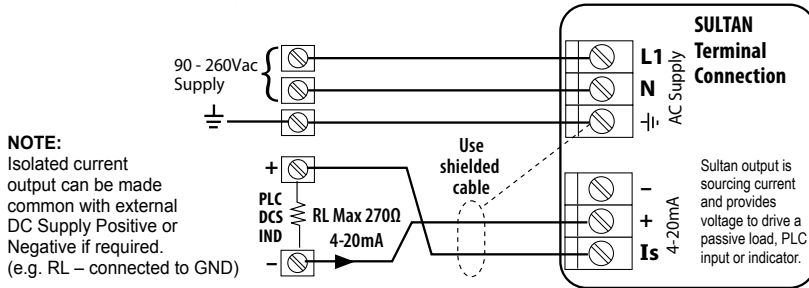 90 - 260Vac
Supply
NOTE:
Isolated current
output can be made
common with external
DC Supply Positive or
Negative if required.
(e.g. RL – connected to GND)
+
PLC
DCS
IND
–
RL Max 270Ω
4-20mA
Use
shielded
cable
SULTAN
Terminal
Connection
L1
N
AC Supply
–
+
Is
4-20mA
Sultan output is
sourcing current
and provides
voltage to drive a
passive load, PLC
input or indicator.